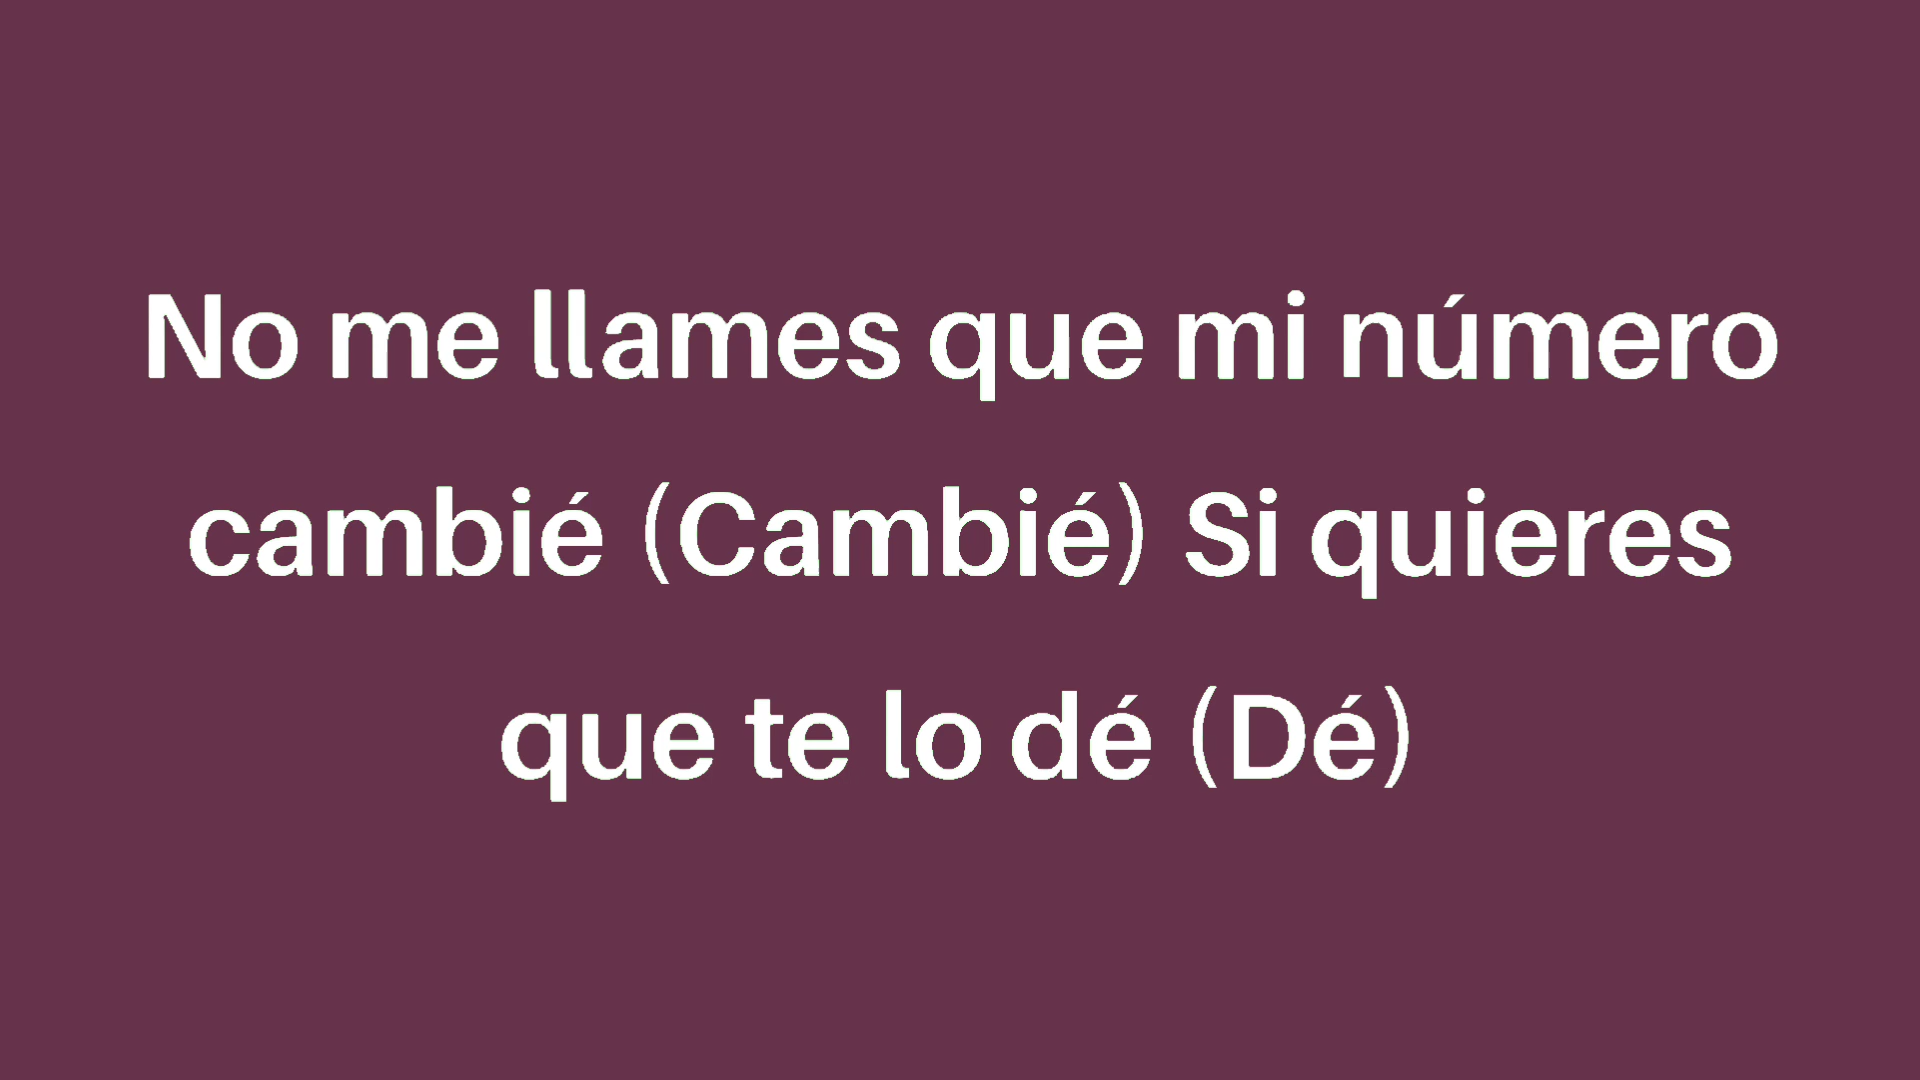 No me llames que mi número
cambié (Cambié) Si quieres
que te lo dé (Dé)